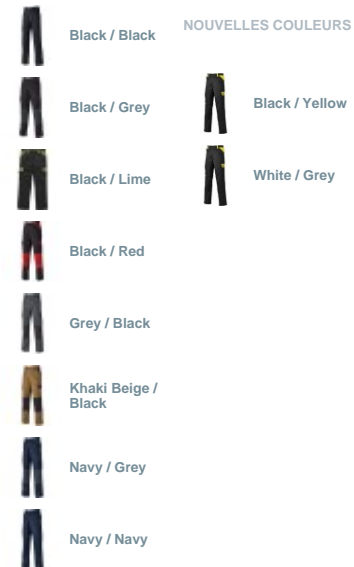 Black / Black
Black / Grey
Black / Lime
Black / Red
Grey / Black
Khaki Beige /
Black
Navy / Grey
Navy / Navy
NOUVELLES COULEURS
Black / Yellow
White / Grey